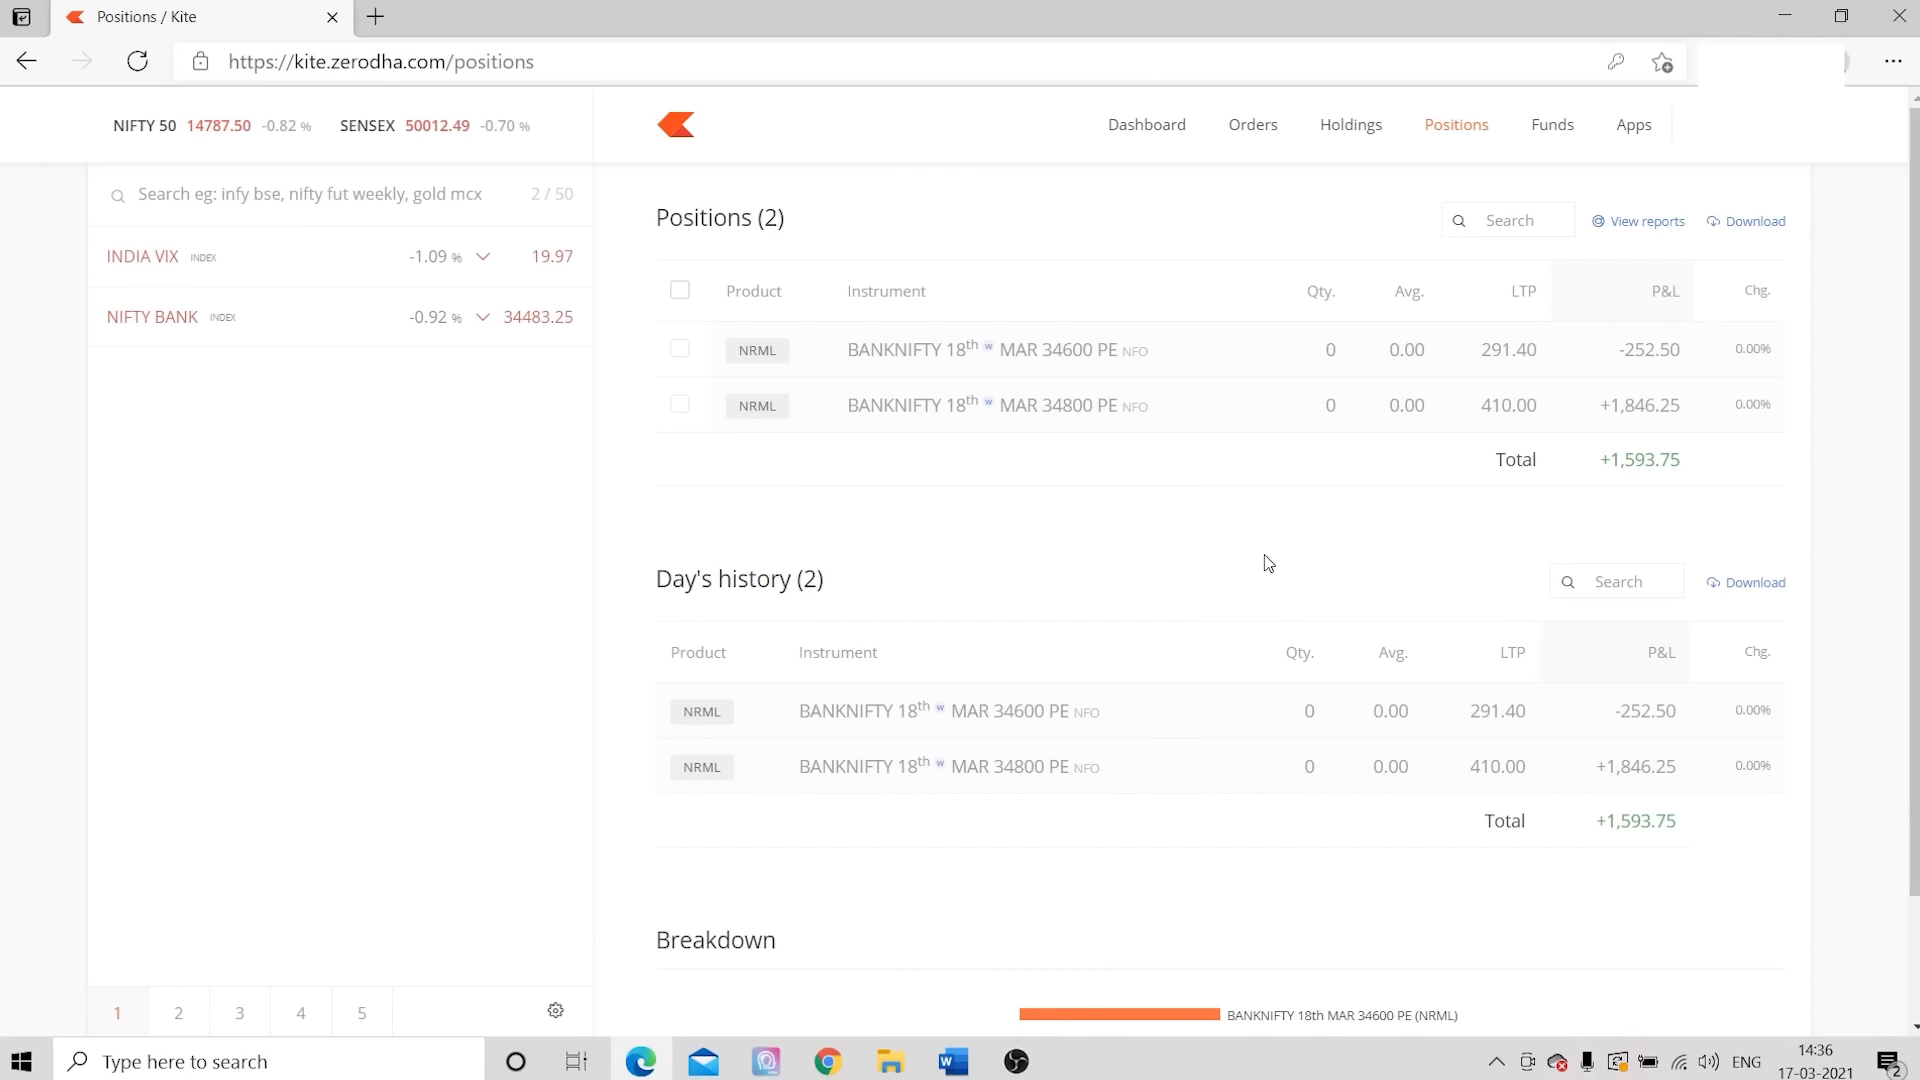 Positions / Kite
https://kite.zerodha.com/positions
NIFTY 50 14787.50 -0.82 % SENSEX 50012.49 -0.70 %
Dashboard Orders Holdings Positions Funds Apps
Search eg: infy bse, nifty fut weekly, gold mcx 2 / 50
INDIA VIX INDEX -1.09 % 19.97
NIFTY BANK INDEX -0.92 % 34483.25
Positions (2)
Search View reports Download
Product Instrument Qty. Avg. LTP P&L Chg.
NRML BANKNIFTY 18th w MAR 34600 PE NFO 0 0.00 291.40 -252.50 0.00%
NRML BANKNIFTY 18th w MAR 34800 PE NFO 0 0.00 410.00 +1,846.25 0.00%
Total +1,593.75
Day's history (2)
Search Download
Product Instrument Qty. Avg. LTP P&L Chg.
NRML BANKNIFTY 18th w MAR 34600 PE NFO 0 0.00 291.40 -252.50 0.00%
NRML BANKNIFTY 18th w MAR 34800 PE NFO 0 0.00 410.00 +1,846.25 0.00%
Total +1,593.75
Breakdown
BANKNIFTY 18th MAR 34600 PE (NRML)
1 2 3 4 5
Type here to search
ENG
14:36
17-03-2021
2